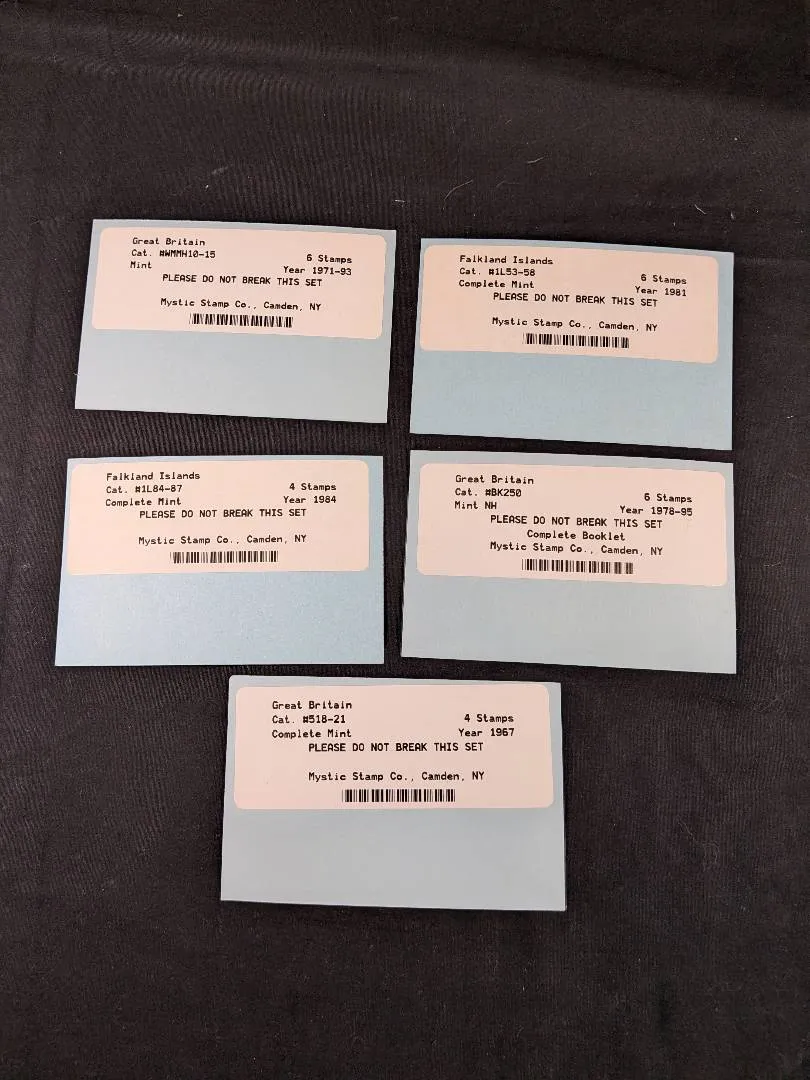 Great Britain
Cat. #WMMH10-15 6 Stamps
Mint Year 1971-93
PLEASE DO NOT BREAK THIS SET
Mystic Stamp Co., Camden, NY
Falkland Islands
Cat. #1L53-58 6 Stamps
Complete Mint Year 1981
PLEASE DO NOT BREAK THIS SET
Mystic Stamp Co., Camden, NY
Falkland Islands
Cat. #1L84-87 4 Stamps
Complete Mint Year 1984
PLEASE DO NOT BREAK THIS SET
Mystic Stamp Co., Camden, NY
Great Britain
Cat. #BK250 6 Stamps
Mint NH Year 1978-95
PLEASE DO NOT BREAK THIS SET
Complete Booklet
Mystic Stamp Co., Camden, NY
Great Britain
Cat. #518-21 4 Stamps
Complete Mint Year 1967
PLEASE DO NOT BREAK THIS SET
Mystic Stamp Co., Camden, NY